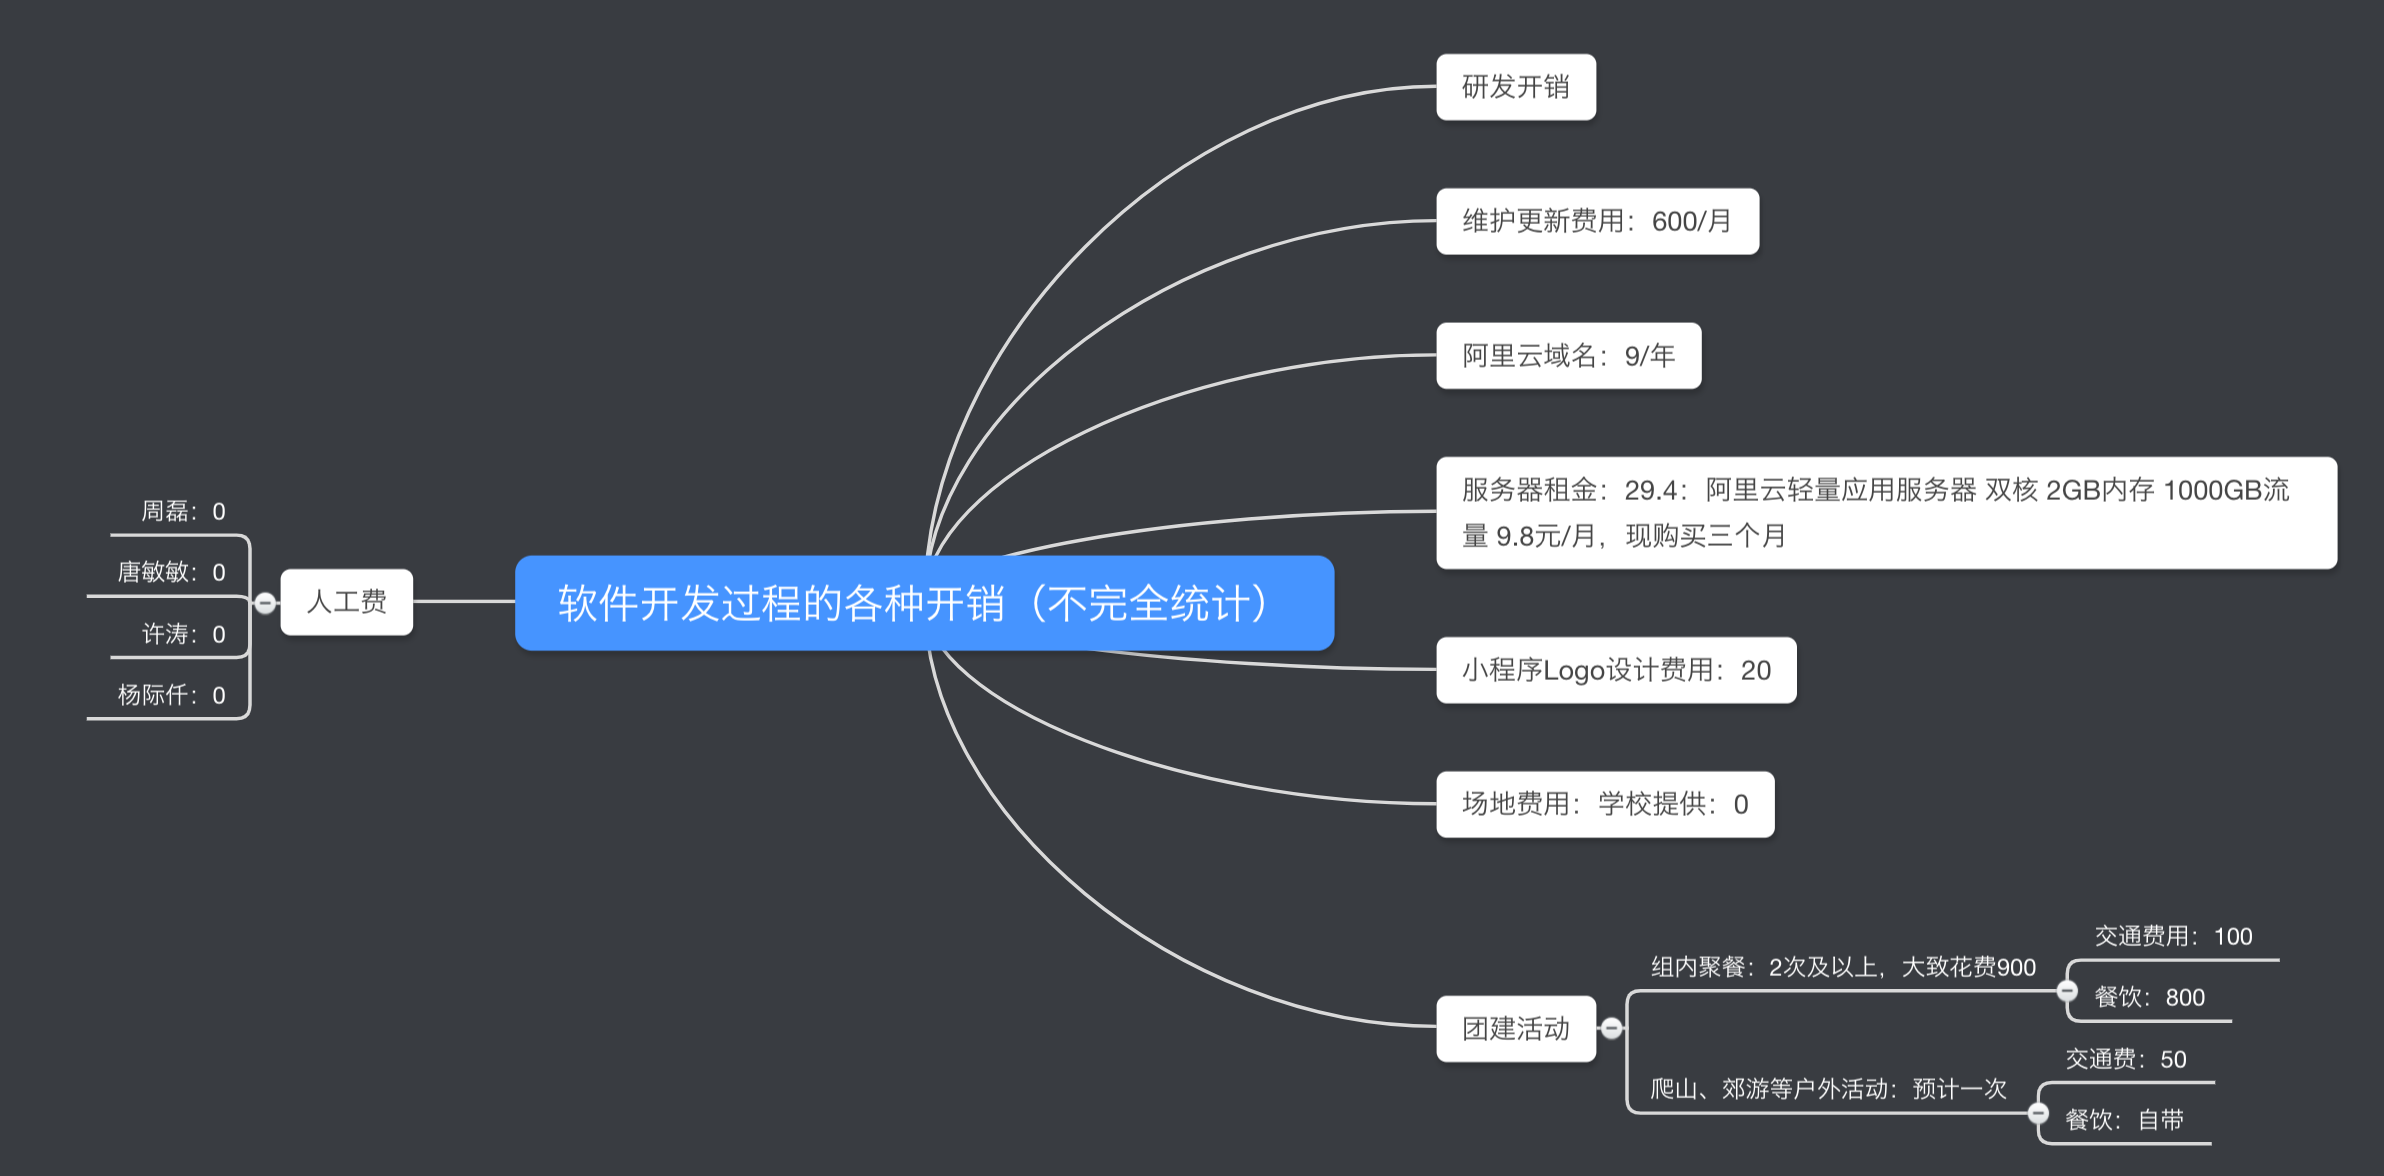 研发开销
维护更新费用：600/月
阿里云域名：9/年
服务器租金：29.4：阿里云轻量应用服务器 双核 2GB内存 1000GB流
量 9.8元/月，现购买三个月
周磊：0
唐敏敏：0
许涛：0
杨际仟：0
人工费
软件开发过程的各种开销（不完全统计）
小程序Logo设计费用：20
场地费用：学校提供：0
团建活动
组内聚餐：2次及以上，大致花费900
交通费用：100
餐饮：800
爬山、郊游等户外活动：预计一次
交通费：50
餐饮：自带